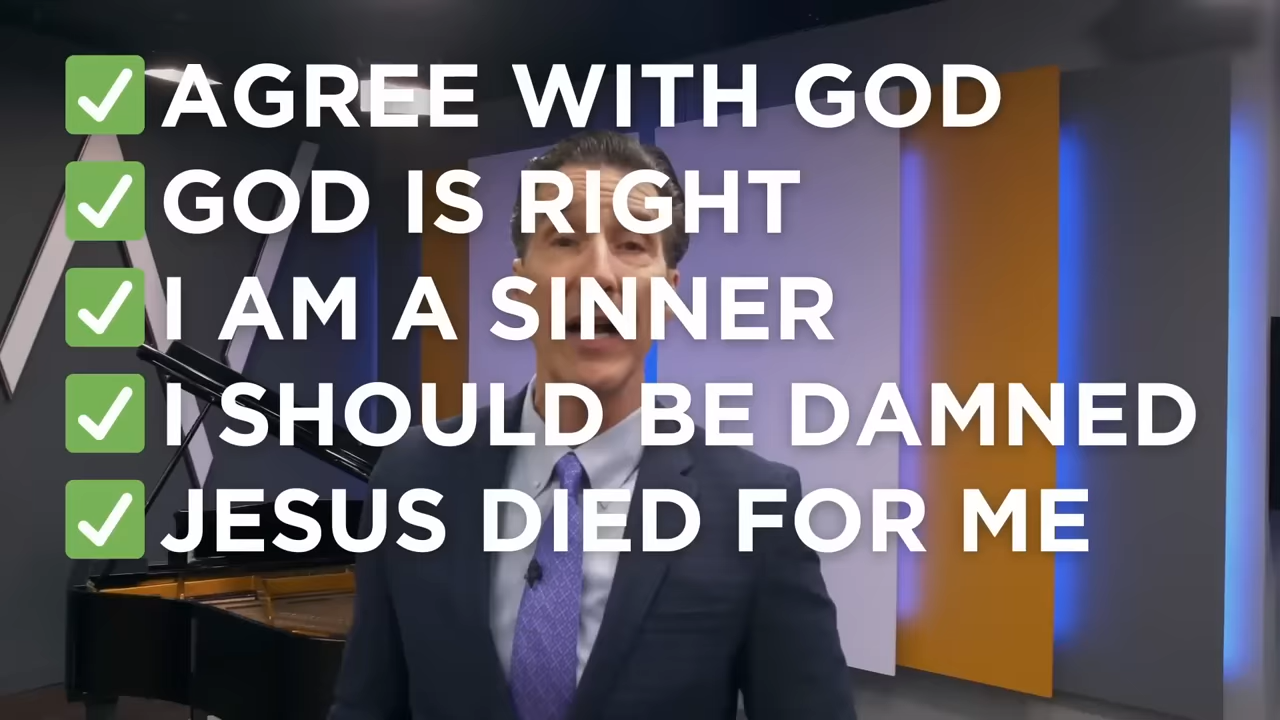 ✅ AGREE WITH GOD
✅ GOD IS RIGHT
✅ I AM A SINNER
✅ I SHOULD BE DAMNED
✅ JESUS DIED FOR ME